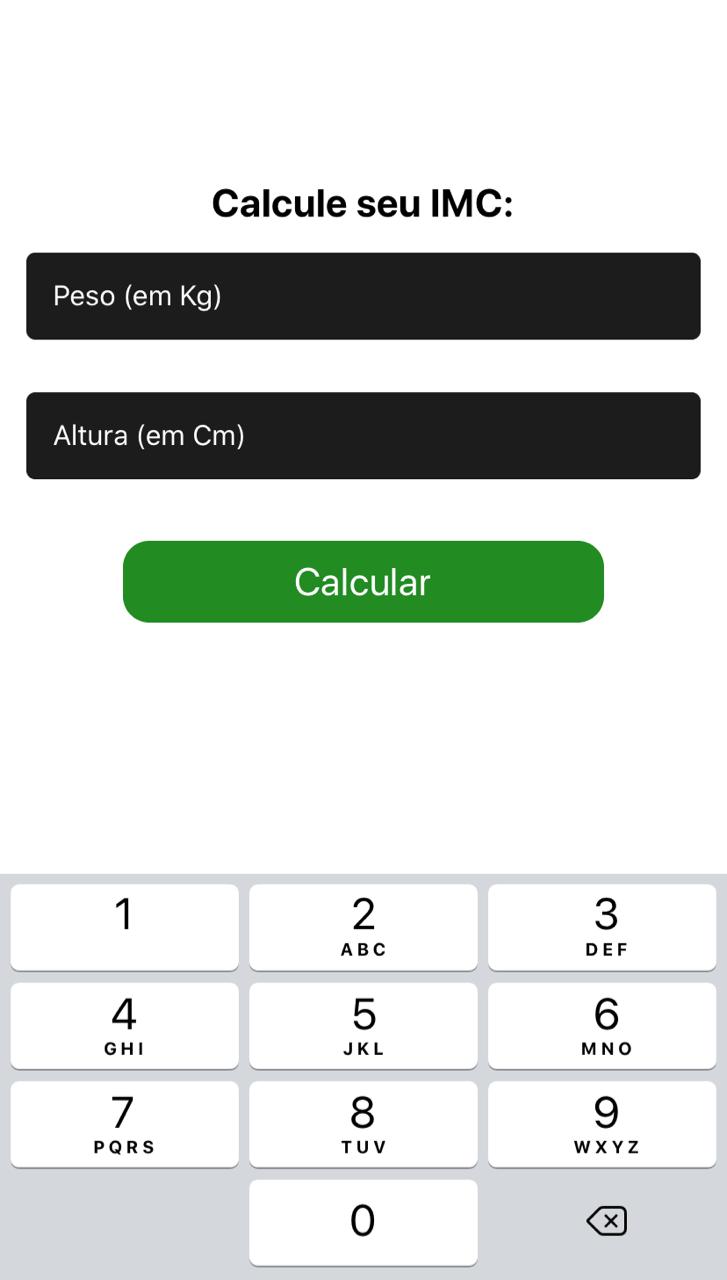 Calcule seu IMC:
Peso (em Kg)
Altura (em Cm)
Calcular
1 2 3
ABC DEF
4 5 6
GHI JKL MNO
7 8 9
PQRS TUV WXYZ
0